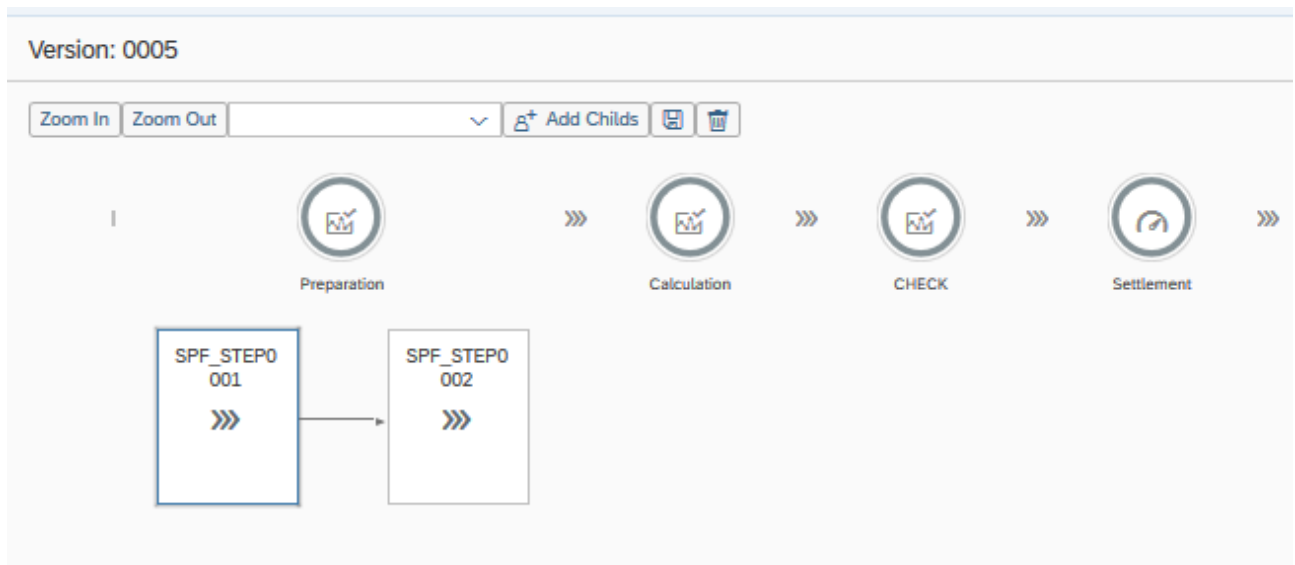 Version: 0005
Zoom In Zoom Out Add Childs
Preparation Calculation CHECK Settlement
SPF_STEP0
001
SPF_STEP0
002